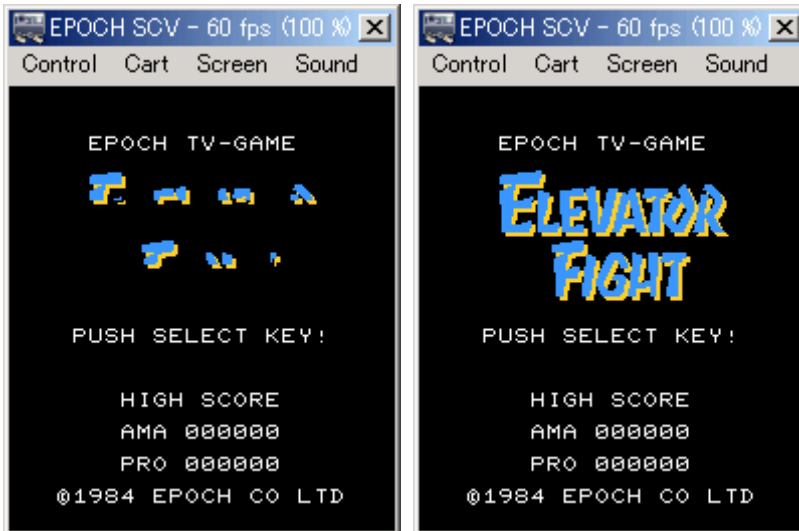 EPOCH SCV - 60 fps (100 %)
Control Cart Screen Sound
EPOCH TV-GAME
PUSH SELECT KEY!
HIGH SCORE
AMA 000000
PRO 000000
©1984 EPOCH CO LTD
EPOCH SCV - 60 fps (100 %)
Control Cart Screen Sound
EPOCH TV-GAME
ELEVATOR
FIGHT
PUSH SELECT KEY!
HIGH SCORE
AMA 000000
PRO 000000
©1984 EPOCH CO LTD